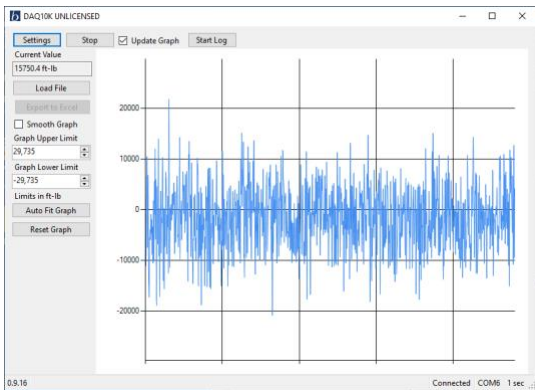 DAQ10K UNLICENSED
Settings Stop Update Graph Start Log
Current Value
15750.4 ft-lb
Load File
Export to Excel
Smooth Graph
Graph Upper Limit
29,735
Graph Lower Limit
-29,735
Limits in ft-lb
Auto Fit Graph
Reset Graph
20000
10000
0
-10000
-20000
0.9.16 Connected COM6 1 sec